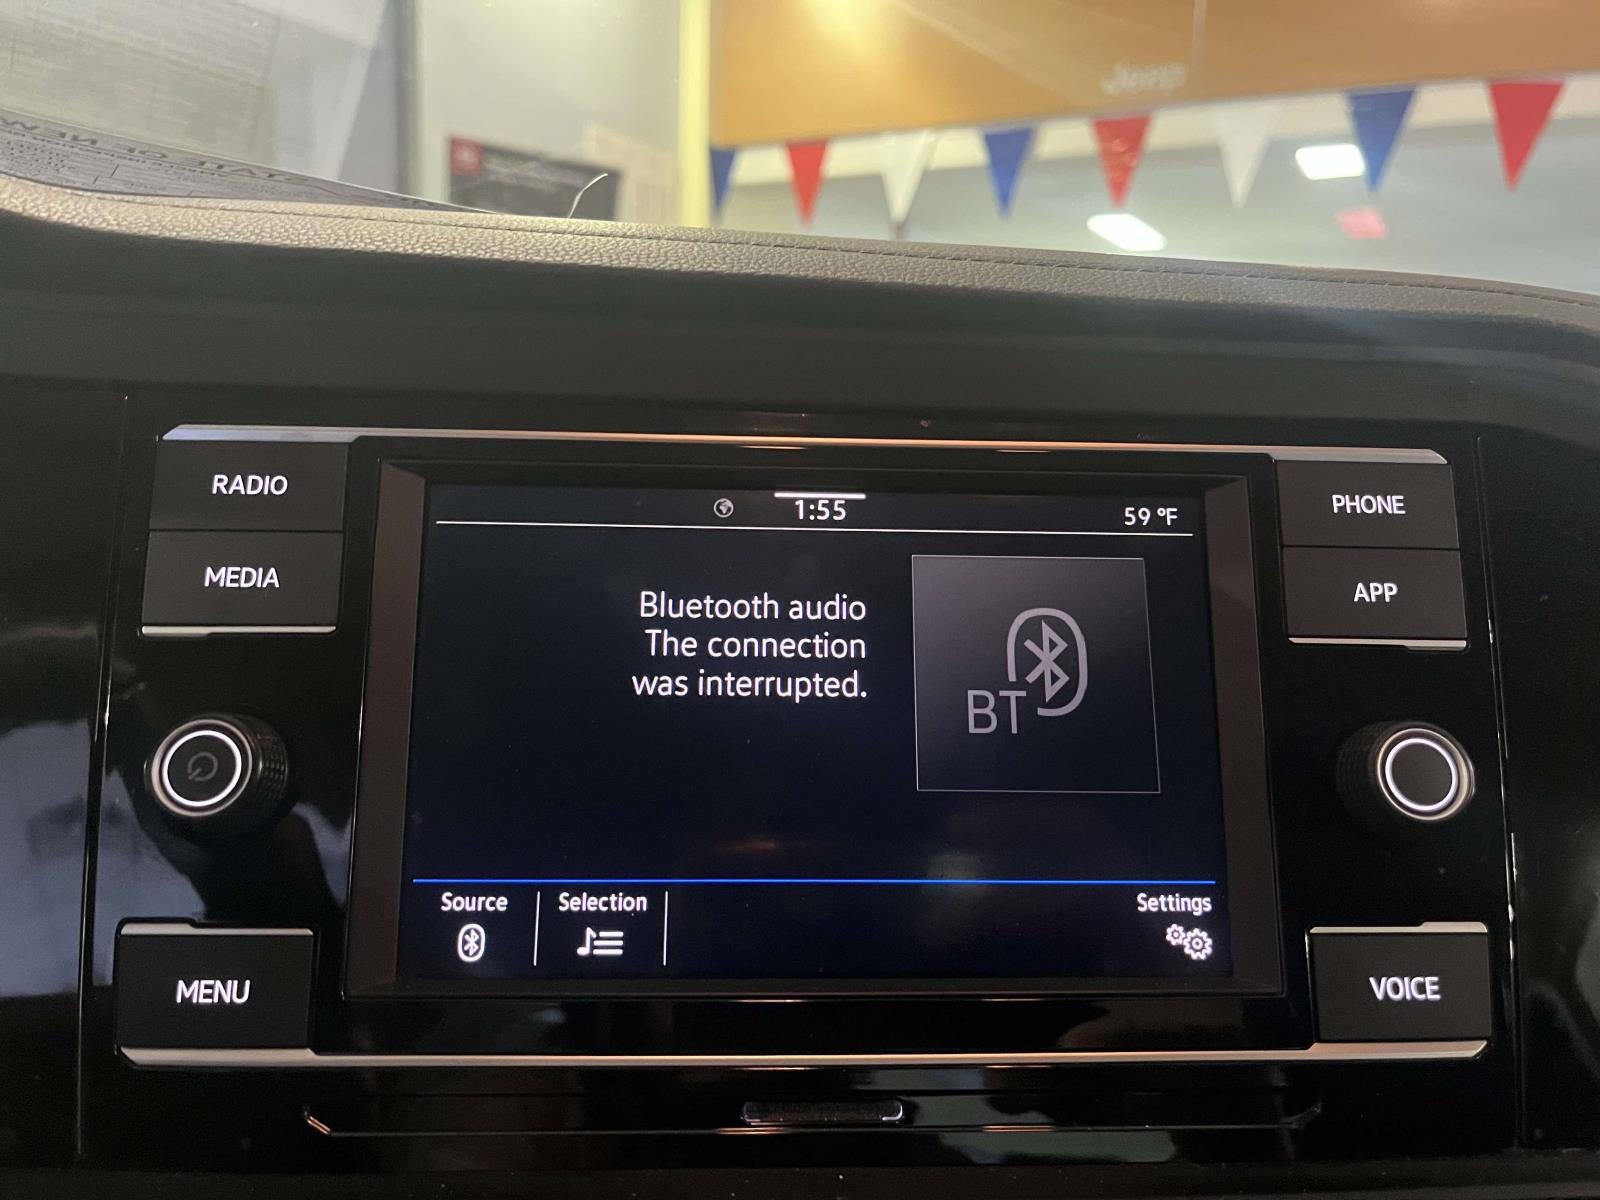 Jeep
RADIO
MEDIA
1:55
59 °F
PHONE
APP
Bluetooth audio
The connection
was interrupted.
BT
Source
Selection
Settings
MENU
VOICE